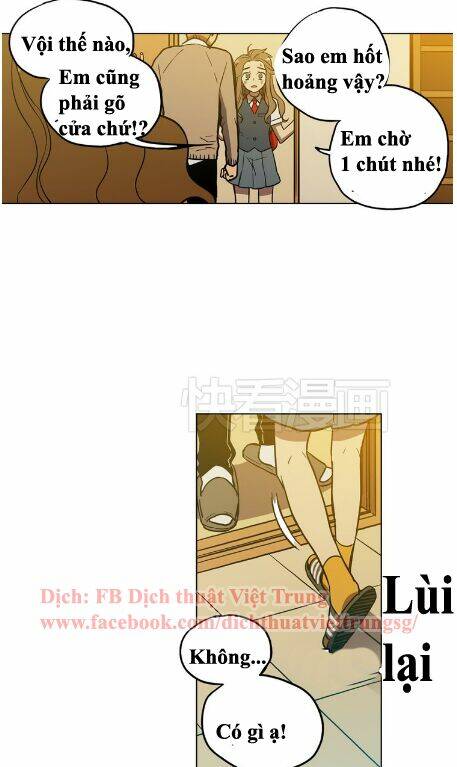 Vội thế nào,
Em cũng
phải gõ
cửa chứ!?
Sao em hốt
hoảng vậy?
Em chờ
1 chút nhé!
快看漫画
Dịch: FB Dịch thuật Việt Trung
www.facebook.com/dichthuatviettrungsg/
Lùi
lại
Không...
Có gì ạ!